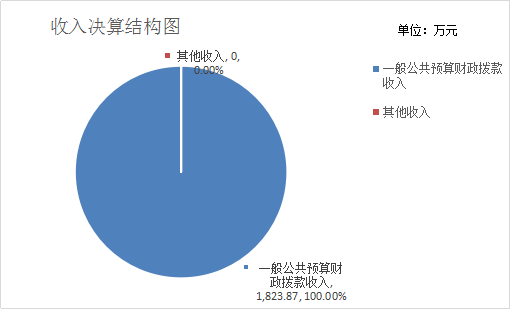 收入决算结构图
单位：万元
其他收入, 0,
0.00%
一般公共预算财政拨款
收入
其他收入
一般公共预算财
政拨款收入,
1,823.87, 100.00%